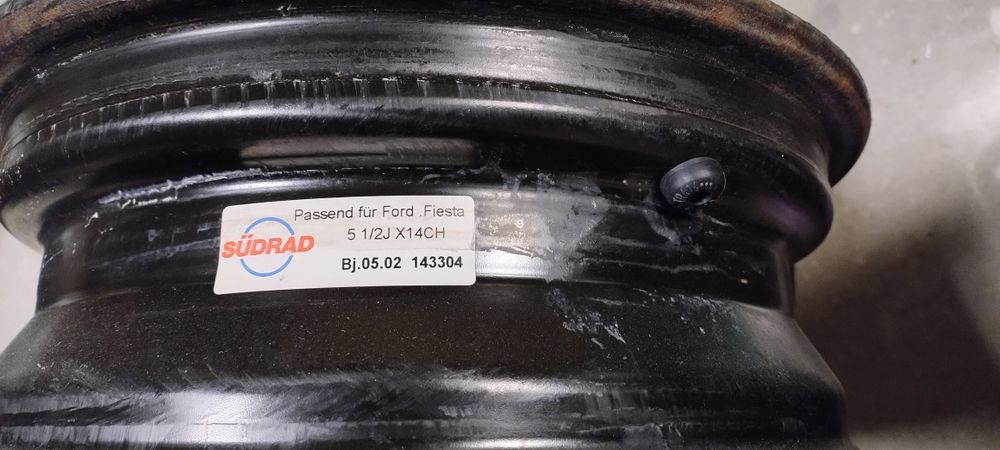 SÜDRAD
Passend für Ford .Fiesta
5 1/2J X14CH
Bj.05.02 143304